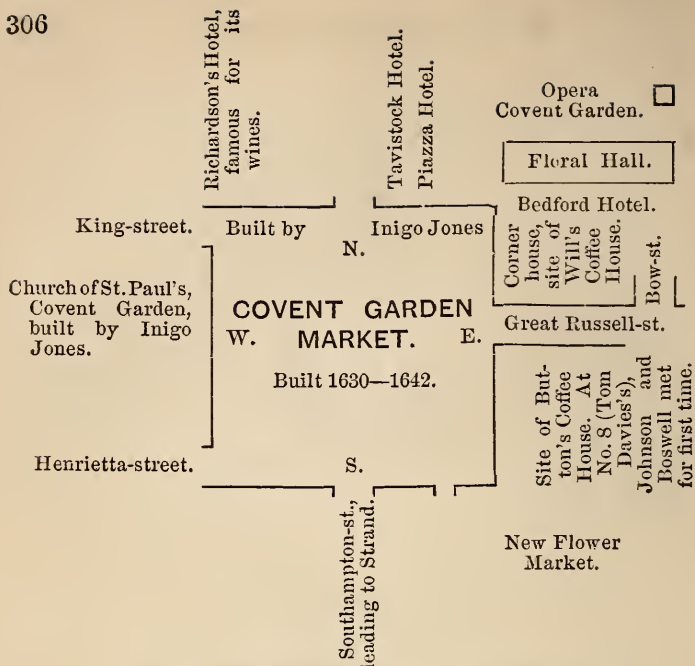 306
Richardson's Hotel,
famous for its
wines.
Tavistock Hotel.
Piazza Hotel.
Opera
Covent Garden.
Floral Hall.
Bedford Hotel.
King-street.
Built by
Inigo Jones
N.
Corner
house,
site of
Will's
Coffee
House.
Bow-st.
Church of St. Paul's,
Covent Garden,
built by Inigo
Jones.
COVENT GARDEN
MARKET.
W.
E.
Great Russell-st.
Built 1630—1642.
Site of But-
ton's Coffee
House. At
No. 8 (Tom
Davies's),
Johnson and
Boswell met
for first time.
Henrietta-street.
S.
Southampton-st.,
leading to Strand.
New Flower
Market.